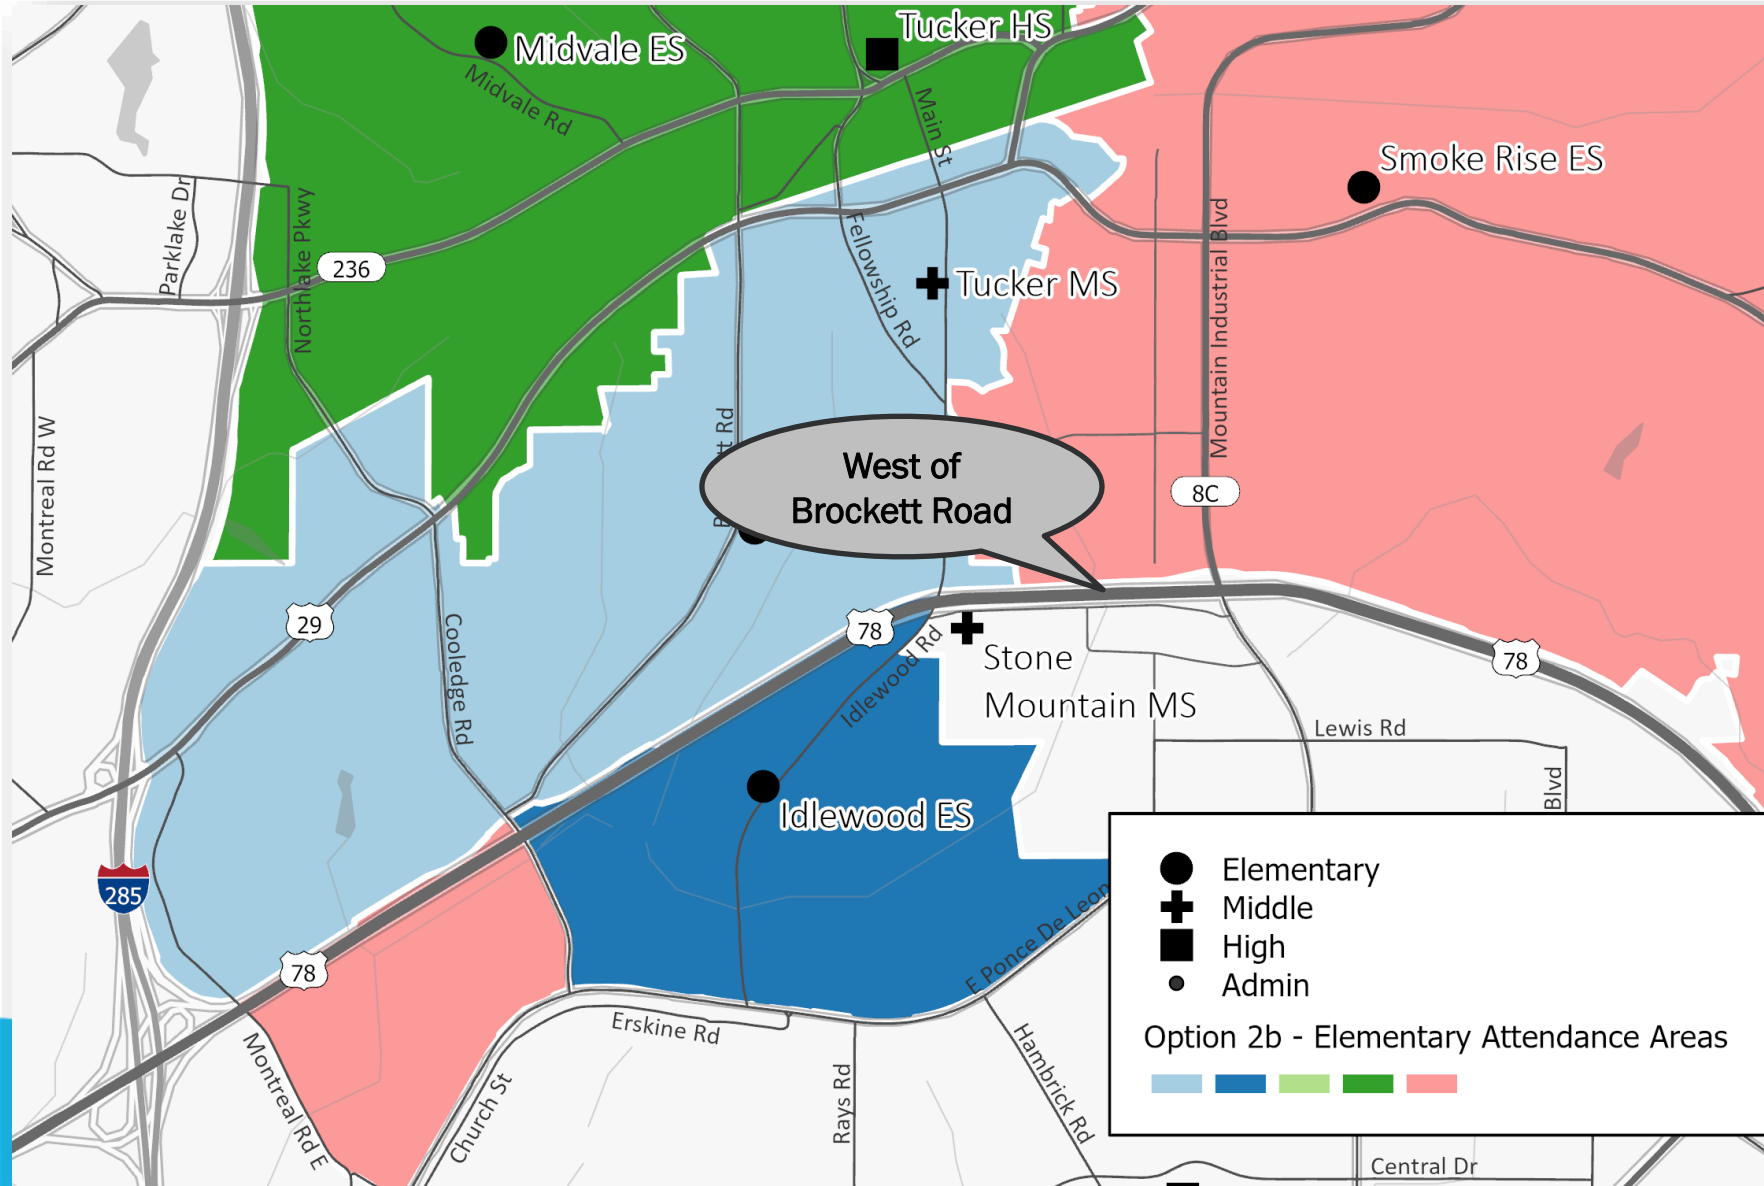 Tucker HS
Midvale ES
Midvale Rd
Main St
Smoke Rise ES
Parklake Dr
Northlake Pkwy
236
Fellowship Rd
Tucker MS
Mountain Industrial Blvd
Montreal Rd W
tt Rd
West of
Brockett Road
8C
29
Cooledge Rd
78
Idlewood Rd
Stone
Mountain MS
78
Lewis Rd
Blvd
Idlewood ES
285
78
E Ponce De Leon
Erskine Rd
Montreal Rd E
Church St
Rays Rd
Hambrick Rd
Elementary
Middle
High
Admin
Option 2b - Elementary Attendance Areas
Central Dr